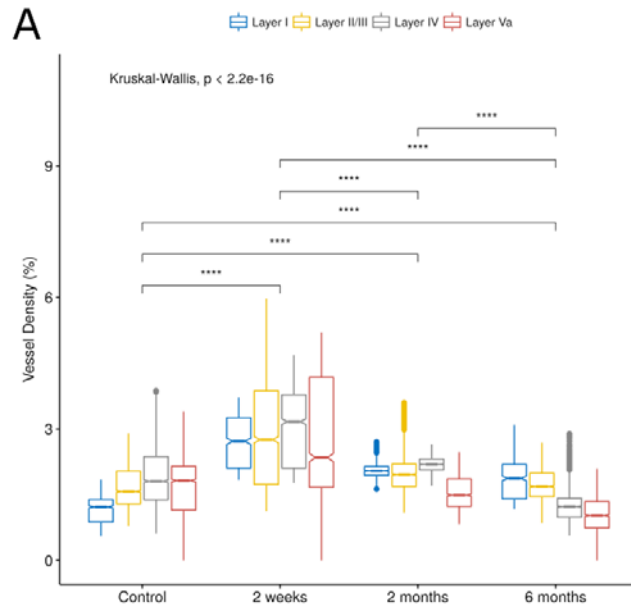 A
Layer I Layer II/III Layer IV Layer Va
Kruskal-Wallis, p < 2.2e-16
****
****
****
****
****
****
Vessel Density (%)
9
6
3
0
Control 2 weeks 2 months 6 months